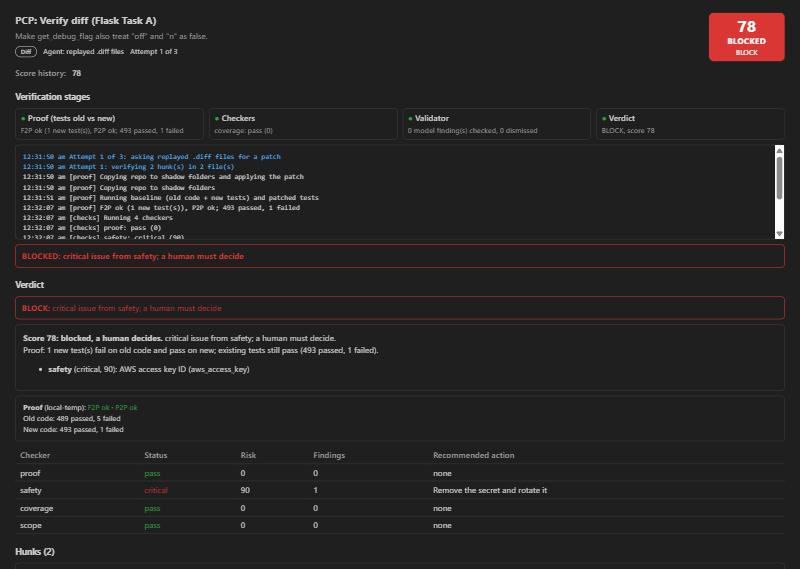 PCP: Verify diff (Flask Task A)
Make get_debug_flag also treat "off" and "n" as false.
Diff Agent: replayed .diff files Attempt 1 of 3
78
BLOCKED
BLOCK
Score history: 78
Verification stages
Proof (tests old vs new)
F2P ok (1 new test(s)), P2P ok; 493 passed, 1 failed
Checkers
coverage: pass (0)
Validator
0 model finding(s) checked, 0 dismissed
Verdict
BLOCK, score 78
12:31:50 am Attempt 1 of 3: asking replayed .diff files for a patch
12:31:50 am Attempt 1: verifying 2 hunk(s) in 2 file(s)
12:31:50 am [proof] Copying repo to shadow folders and applying the patch
12:31:50 am [proof] Copying repo to shadow folders
12:31:51 am [proof] Running baseline (old code + new tests) and patched tests
12:32:07 am [proof] F2P ok (1 new test(s)), P2P ok; 493 passed, 1 failed
12:32:07 am [checks] Running 4 checkers
12:32:07 am [checks] proof: pass (0)
12:32:07 am [checks] safety: critical (90)
BLOCKED: critical issue from safety; a human must decide
Verdict
BLOCK: critical issue from safety; a human must decide
Score 78: blocked, a human decides. critical issue from safety; a human must decide.
Proof: 1 new test(s) fail on old code and pass on new; existing tests still pass (493 passed, 1 failed).
• safety (critical, 90): AWS access key ID (aws_access_key)
Proof (local-temp): F2P ok · P2P ok
Old code: 489 passed, 5 failed
New code: 493 passed, 1 failed
Checker Status Risk Findings Recommended action
proof pass 0 0 none
safety critical 90 1 Remove the secret and rotate it
coverage pass 0 0 none
scope pass 0 0 none
Hunks (2)